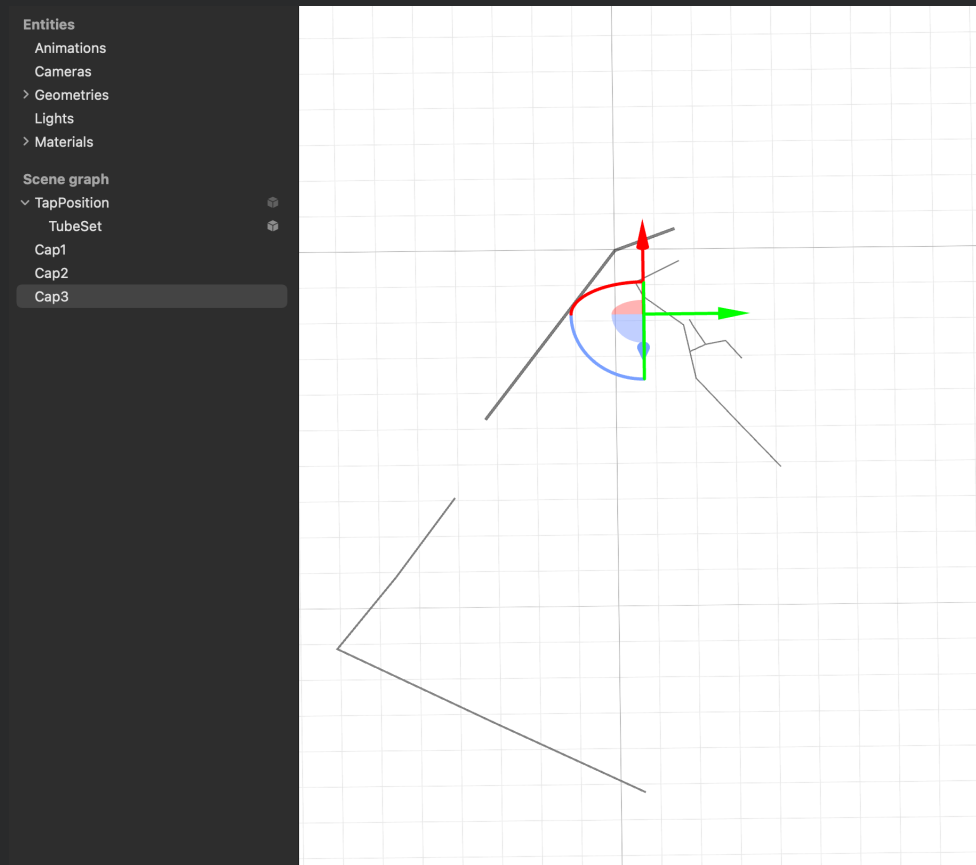 Entities
Animations
Cameras
Geometries
Lights
Materials
Scene graph
TapPosition
TubeSet
Cap1
Cap2
Cap3